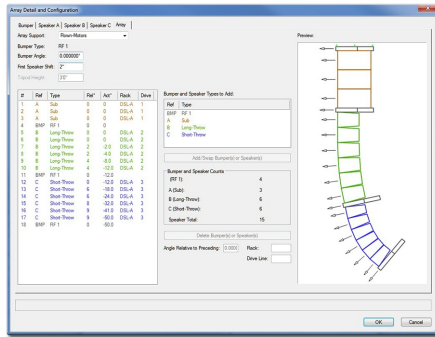 Array Detail and Configuration
Bumper Speaker A Speaker B Speaker C Array
Array Support: Flown-Motors
Bumper Type: RF 1
Bumper Angle: 0.000000°
First Speaker Shift: 2"
3'0"
Preview:
# Ref Type Rel° Act° Rack Drive
1 A Sub 0 0 DSL-A 1
2 A Sub 0 0 DSL-A 1
3 A Sub 0 0 DSL-A 1
4 BMP RF 1 0
5 B Long-Throw 0 0 DSL-A 2
6 B Long-Throw 0 0 DSL-A 2
7 B Long-Throw 2 -2.0 DSL-A 2
8 B Long-Throw 2 -4.0 DSL-A 2
9 B Long-Throw 4 -8.0 DSL-A 2
10 B Long-Throw 4 -12.0 DSL-A 2
11 BMP RF 1 0 -12.0
12 C Short-Throw 6 -18.0 DSL-A 3
13 C Short-Throw 6 -24.0 DSL-A 3
14 C Short-Throw 8 -32.0 DSL-A 3
15 C Short-Throw 9 -41.0 DSL-A 3
16 C Short-Throw 9 DSL-A 3
17 C Short-Throw 9 -50.0 DSL-A 3
18 BMP RF 1 0 -50.0
Bumper and Speaker Types to Add:
Ref Type
BMP RF 1
A Sub
B Long-Throw
C Short-Throw
Add/Swap Bumper(s) or Speaker(s)
Bumper and Speaker Counts
(RF 1): 4
A (Sub): 3
B (Long-Throw): 6
C (Short-Throw): 6
Speaker Total: 15
Delete Bumper(s) or Speaker(s)
Angle Relative to Preceding: 0.0000 Rack:
Drive Line:
OK Cancel